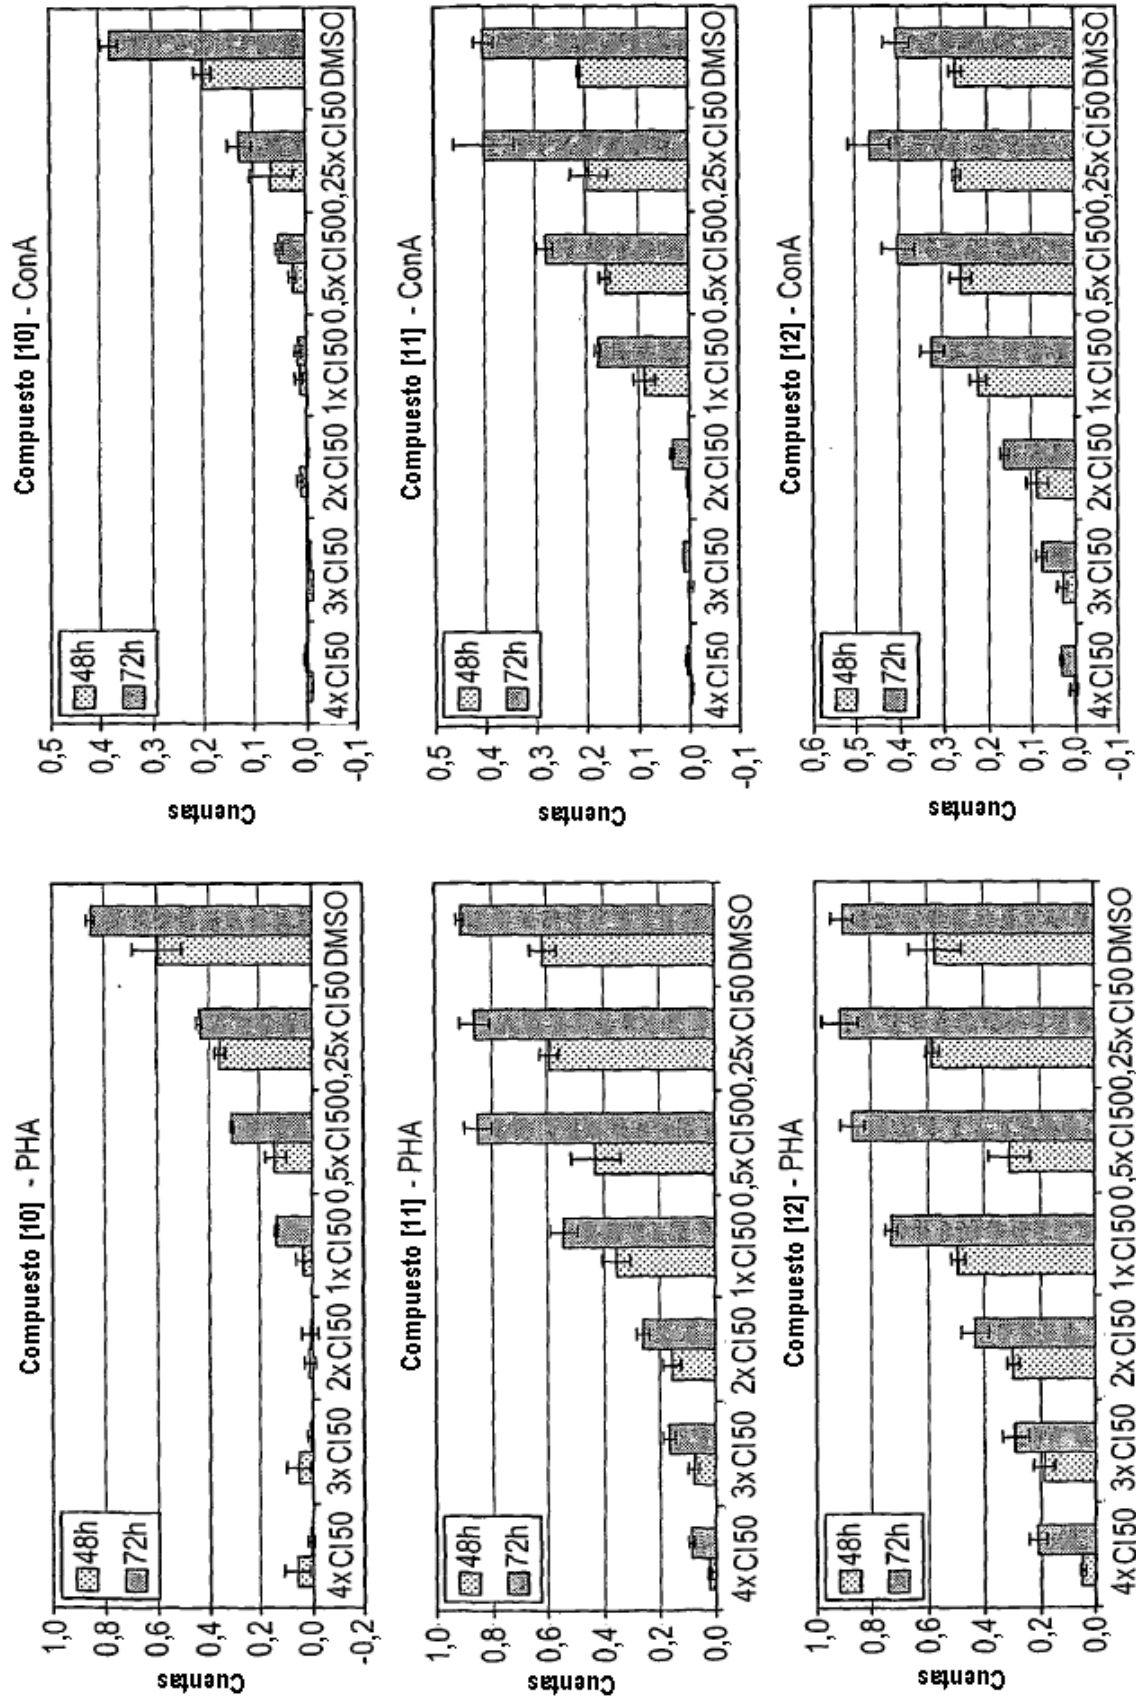 Compuesto [10] - PHA
Cuentas
1,0
0,8
0,6
0,4
0,2
0,0
-0,2
48h
72h
4xCI50 3xCI50 2xCI50 1xCI50 0,5xCI50 0,25xCI50 DMSO
Compuesto [10] - ConA
Cuentas
0,5
0,4
0,3
0,2
0,1
0,0
-0,1
48h
72h
4xCI50 3xCI50 2xCI50 1xCI50 0,5xCI50 0,25xCI50 DMSO
Compuesto [11] - PHA
Cuentas
1,0
0,8
0,6
0,4
0,2
0,0
48h
72h
4xCI50 3xCI50 2xCI50 1xCI50 0,5xCI50 0,25xCI50 DMSO
Compuesto [11] - ConA
Cuentas
0,5
0,4
0,3
0,2
0,1
0,0
-0,1
48h
72h
4xCI50 3xCI50 2xCI50 1xCI50 0,5xCI50 0,25xCI50 DMSO
Compuesto [12] - PHA
Cuentas
1,0
0,8
0,6
0,4
0,2
0,0
48h
72h
4xCI50 3xCI50 2xCI50 1xCI50 0,5xCI50 0,25xCI50 DMSO
Compuesto [12] - ConA
Cuentas
0,6
0,5
0,4
0,3
0,2
0,1
0,0
-0,1
48h
72h
4xCI50 3xCI50 2xCI50 1xCI50 0,5xCI50 0,25xCI50 DMSO